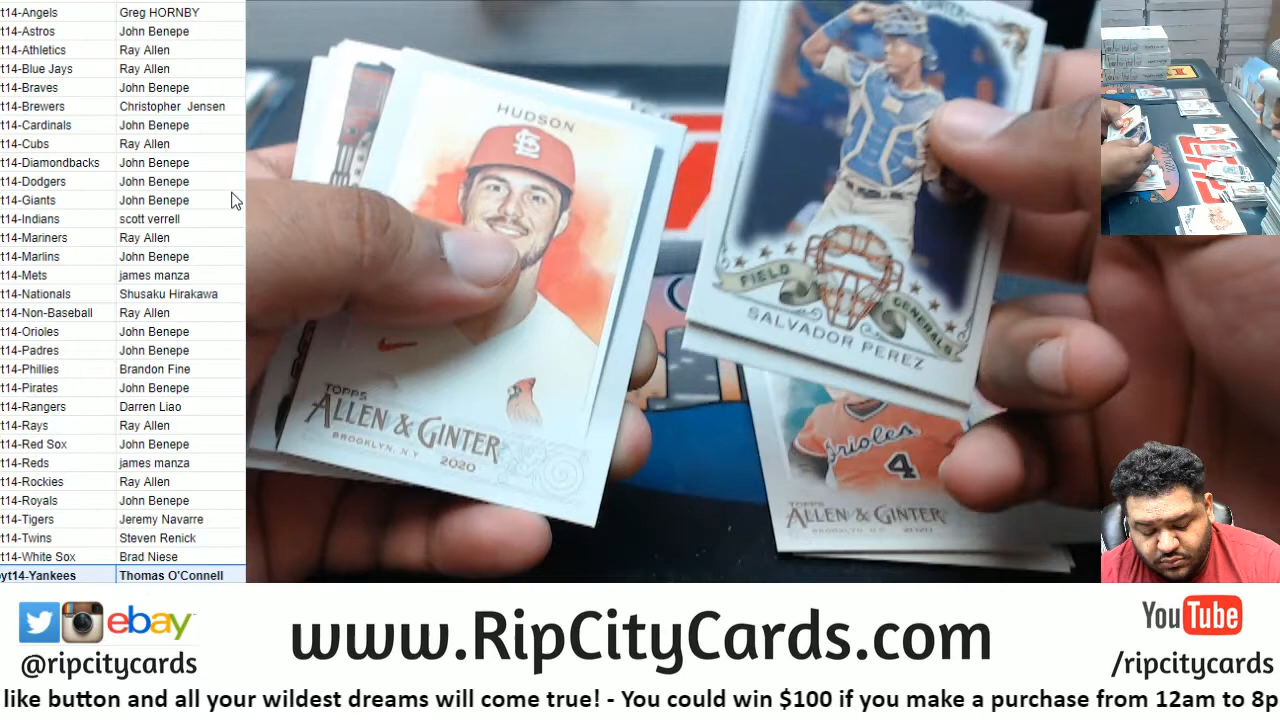 t14-Angels Greg HORNBY
t14-Astros John Benepe
t14-Athletics Ray Allen
t14-Blue Jays Ray Allen
t14-Braves John Benepe
t14-Brewers Christopher Jensen
t14-Cardinals John Benepe
t14-Cubs Ray Allen
t14-Diamondbacks John Benepe
t14-Dodgers John Benepe
t14-Giants John Benepe
t14-Indians scott verrell
t14-Mariners Ray Allen
t14-Marlins John Benepe
t14-Mets james manza
t14-Nationals Shusaku Hirakawa
t14-Non-Baseball Ray Allen
t14-Orioles John Benepe
t14-Padres John Benepe
t14-Phillies Brandon Fine
t14-Pirates John Benepe
t14-Rangers Darren Liao
t14-Rays Ray Allen
t14-Red Sox John Benepe
t14-Reds james manza
t14-Rockies Ray Allen
t14-Royals John Benepe
t14-Tigers Jeremy Navarre
t14-Twins Steven Renick
t14-White Sox Brad Niese
yt14-Yankees Thomas O'Connell
HUDSON
STL
TOPPS
ALLEN & GINTER
BROOKLYN, N.Y. 2020
FIELD GENERALS
SALVADOR PEREZ
Orioles
4
TOPPS
ALLEN & GINTER
BROOKLYN, N.Y. 2020
ebay
@ripcitycards
www.RipCityCards.com
YouTube
/ripcitycards
like button and all your wildest dreams will come true! - You could win $100 if you make a purchase from 12am to 8p